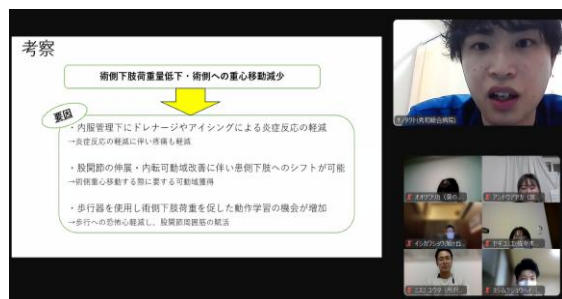 考察
術側下肢荷重量低下・術側への重心移動減少
要因
・内服管理下にドレナージやアイシングによる炎症反応の軽減
→炎症反応の軽減に伴い疼痛も軽減
・股関節の伸展・内転可動域改善に伴い患側下肢へのシフトが可能
→術側重心移動する際に要する可動域獲得
・歩行器を使用し術側下肢荷重を促した動作学習の機会が増加
→歩行への恐怖心軽減し、股関節周囲筋の賦活